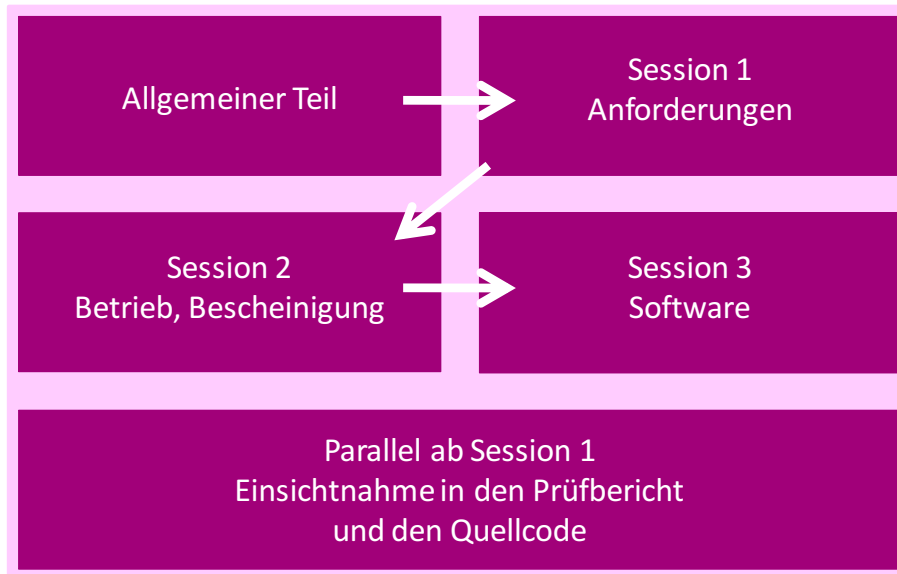 Allgemeiner Teil
Session 1
Anforderungen
Session 2
Betrieb, Bescheinigung
Session 3
Software
Parallel ab Session 1
Einsichtnahme in den Prüfbericht
und den Quellcode